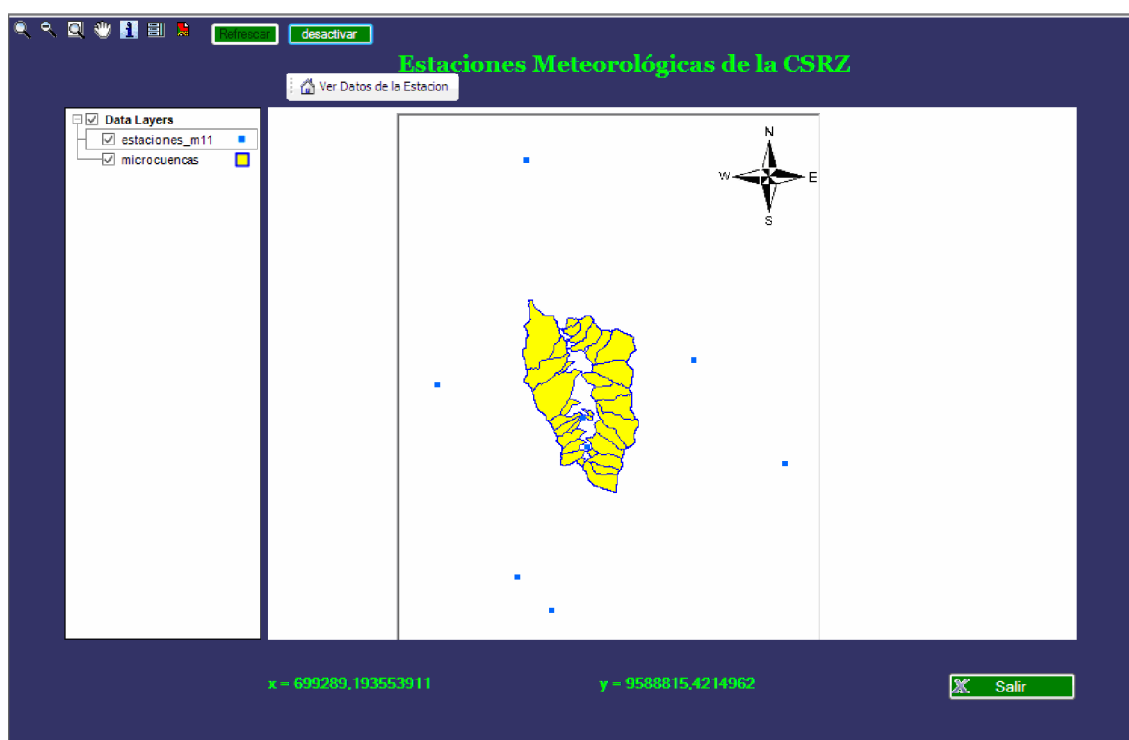 Refrescar desactivar
Estaciones Meteorológicas de la CSRZ
Ver Datos de la Estacion
Data Layers
estaciones_m11
microcuencas
N
W E
S
x = 699289,193553911 y = 9588815,4214962
Salir